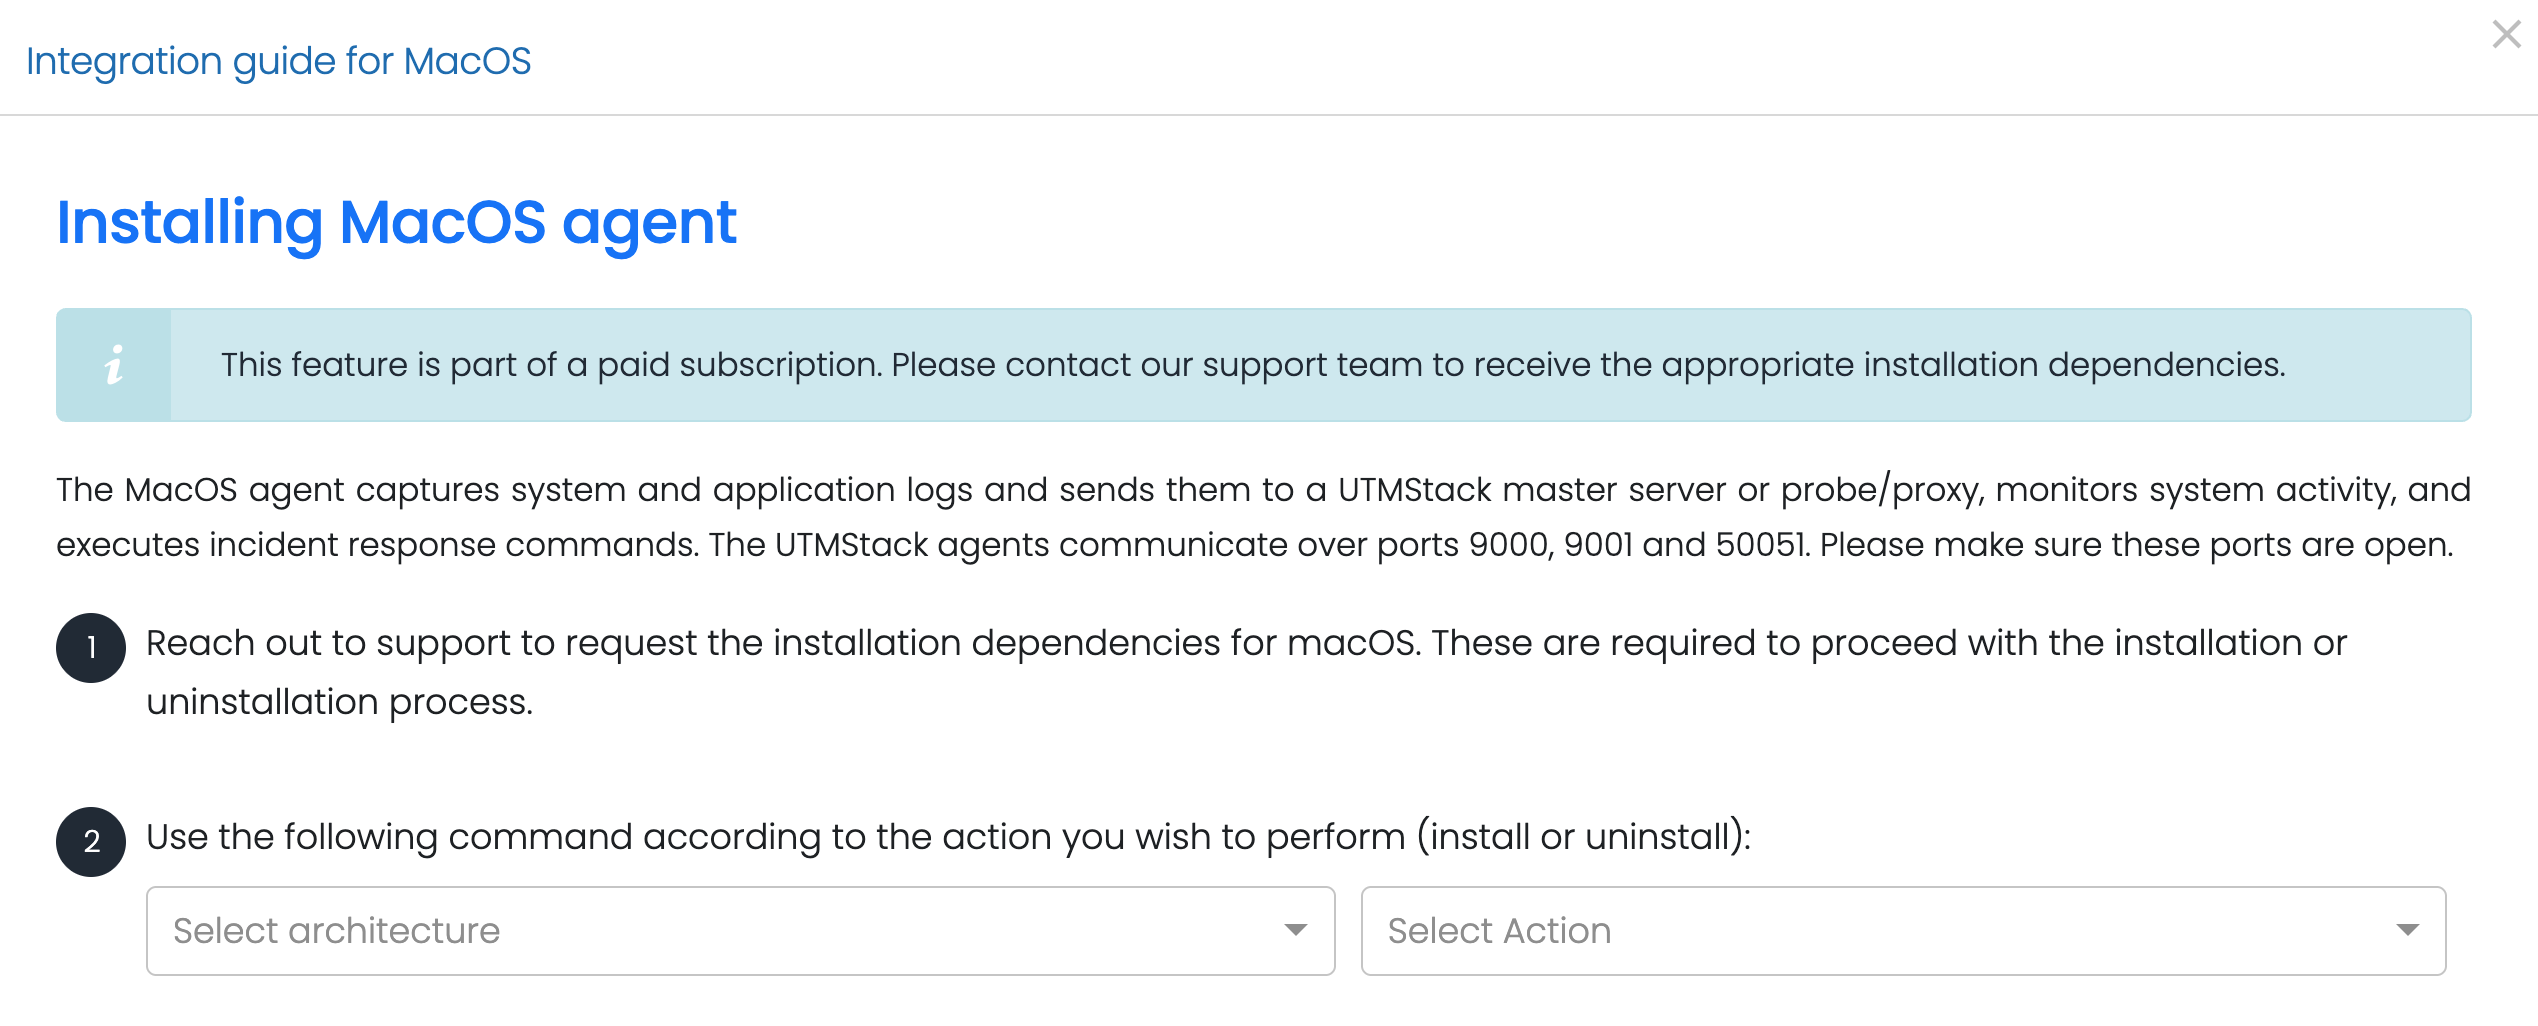 Integration guide for MacOS
Installing MacOS agent
i
This feature is part of a paid subscription. Please contact our support team to receive the appropriate installation dependencies.
The MacOS agent captures system and application logs and sends them to a UTMStack master server or probe/proxy, monitors system activity, and
executes incident response commands. The UTMStack agents communicate over ports 9000, 9001 and 50051. Please make sure these ports are open.
1 Reach out to support to request the installation dependencies for macOS. These are required to proceed with the installation or
uninstallation process.
2 Use the following command according to the action you wish to perform (install or uninstall):
Select architecture Select Action